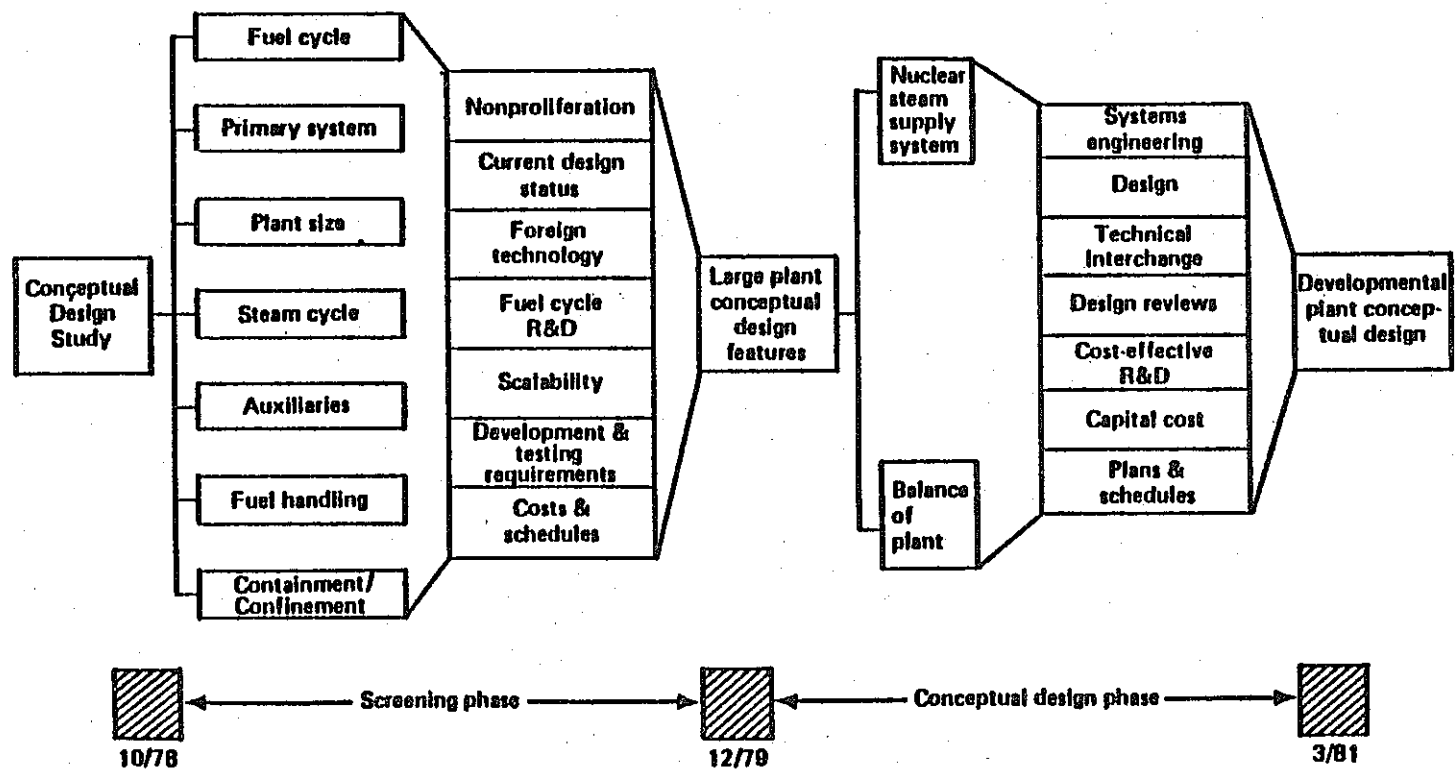 Conceptual
Design
Study
Fuel cycle
Primary system
Plant size
Steam cycle
Auxiliaries
Fuel handling
Containment/
Confinement
Nonproliferation
Current design
status
Foreign
technology
Fuel cycle
R&D
Scalability
Development &
testing
requirements
Costs &
schedules
Large plant
conceptual
design
features
Nuclear
steam
supply
system
Balance
of
plant
Systems
engineering
Design
Technical
Interchange
Design reviews
Cost-effective
R&D
Capital cost
Plans &
schedules
Developmental
plant concep-
tual design
Screening phase
Conceptual design phase
10/78
12/79
3/81